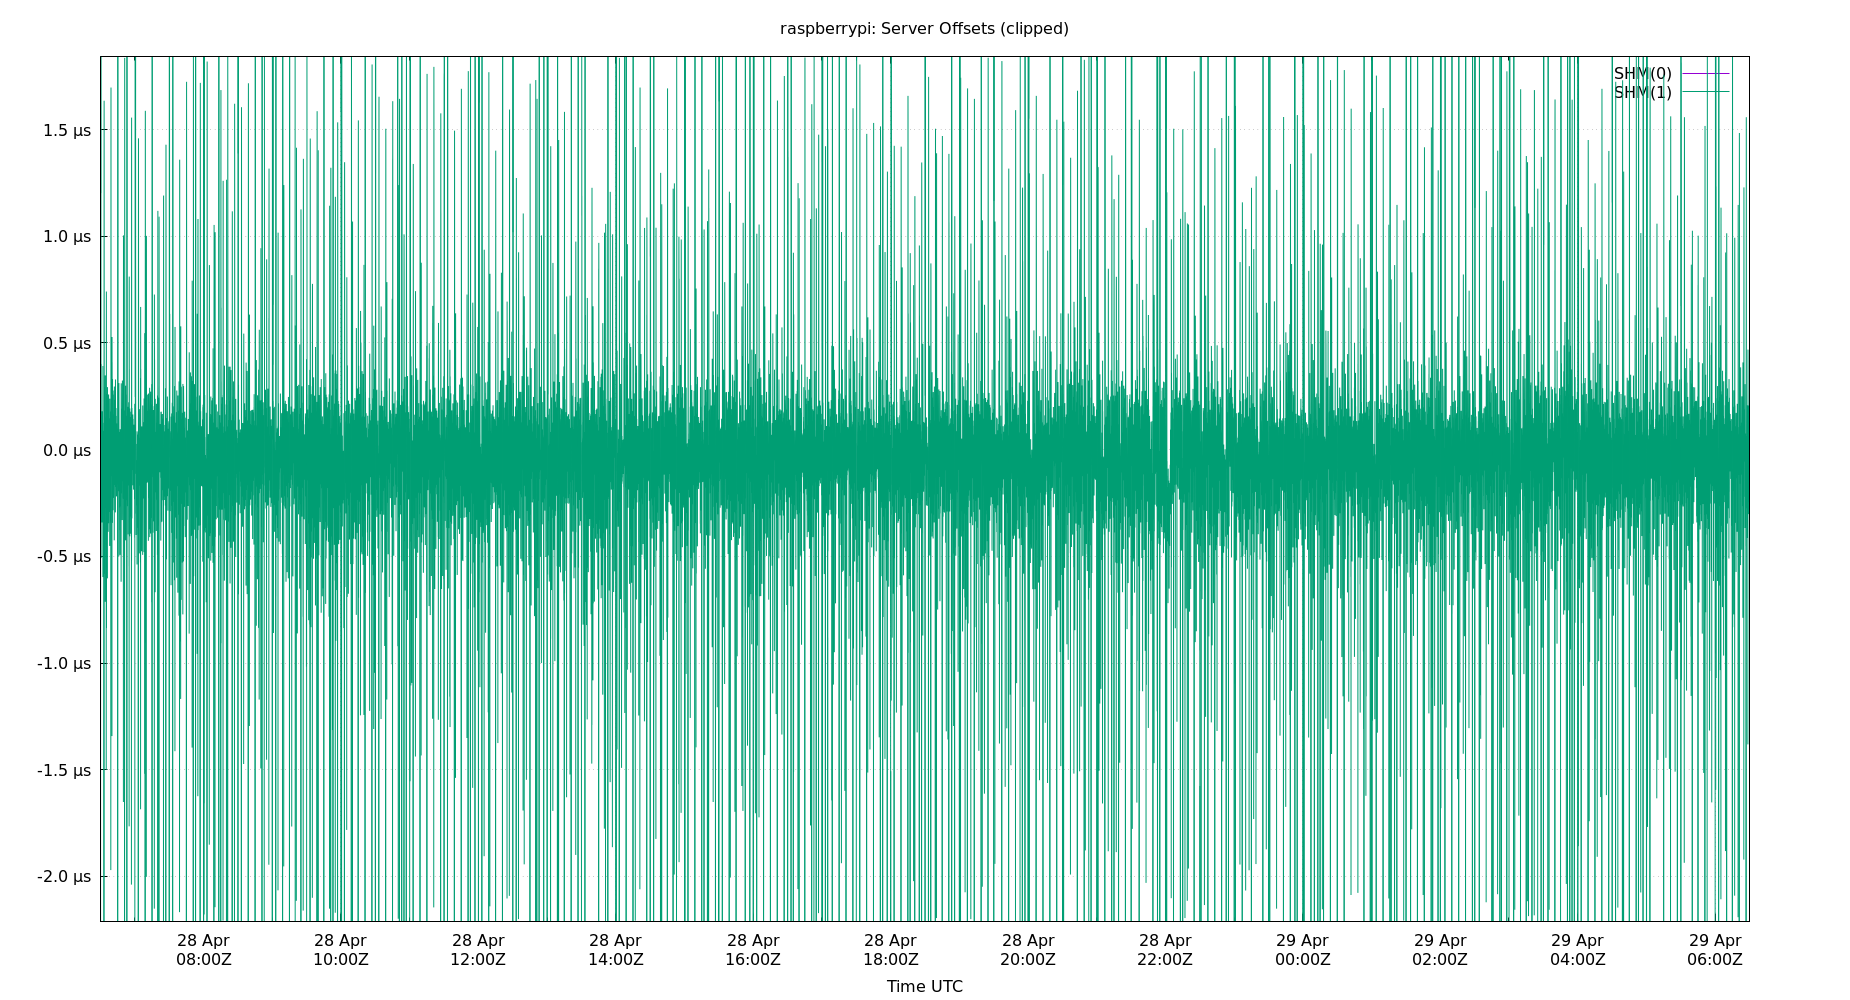 raspberrypi: Server Offsets (clipped)
SHM(0)
SHM(1)
1.5 µs
1.0 µs
0.5 µs
0.0 µs
-0.5 µs
-1.0 µs
-1.5 µs
-2.0 µs
28 Apr 28 Apr 28 Apr 28 Apr 28 Apr 28 Apr 28 Apr 28 Apr 29 Apr 29 Apr 29 Apr 29 Apr
08:00Z 10:00Z 12:00Z 14:00Z 16:00Z 18:00Z 20:00Z 22:00Z 00:00Z 02:00Z 04:00Z 06:00Z
Time UTC